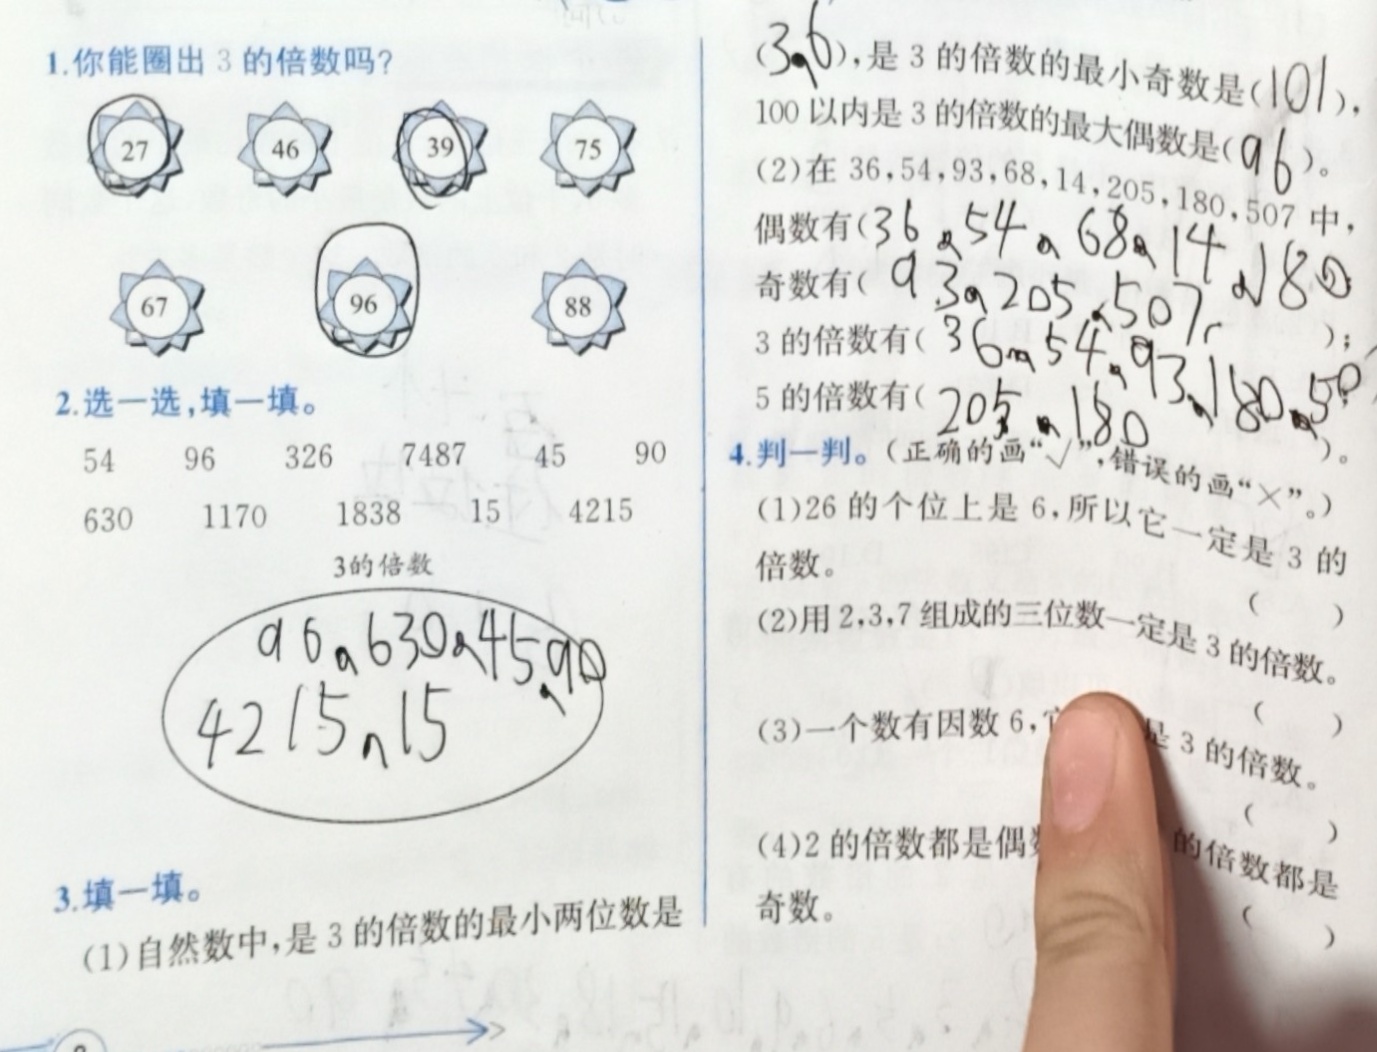 1.你能圈出 3 的倍数吗?
27 46 39 75
67 96 88
2.选一选,填一填。
54 96 326 7487 45 90
630 1170 1838 15 4215
3的倍数
96、630、45、90
4215、15
3.填一填。
(1)自然数中,是 3 的倍数的最小两位数是
(3、6),是 3 的倍数的最小奇数是(101),
100 以内是 3 的倍数的最大偶数是(96)。
(2)在 36,54,93,68,14,205,180,507 中,
偶数有(36、54、68、14、180;
奇数有(93、205、507、);
3 的倍数有(36、54、93、180、50;
5 的倍数有(205、180)。
4.判一判。(正确的画“√”,错误的画“×”。)
(1)26 的个位上是 6,所以它一定是 3 的
倍数。 ( )
(2)用 2,3,7 组成的三位数一定是 3 的倍数。
( )
(3)一个数有因数 6, 是 3 的倍数。
( )
(4)2 的倍数都是偶 的倍数都是
奇数。 ( )